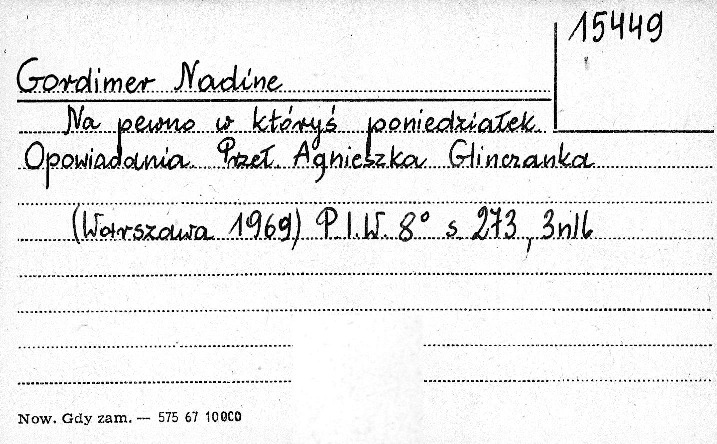 15449
Gordimer Nadine
Na pewno w któryś poniedziałek.
Opowiadania. Przeł. Agnieszka Glinczanka
(Warszawa 1969) P.I.W. 8° s 273, 3nlb
Now. Gdy zam. — 575 67 10000